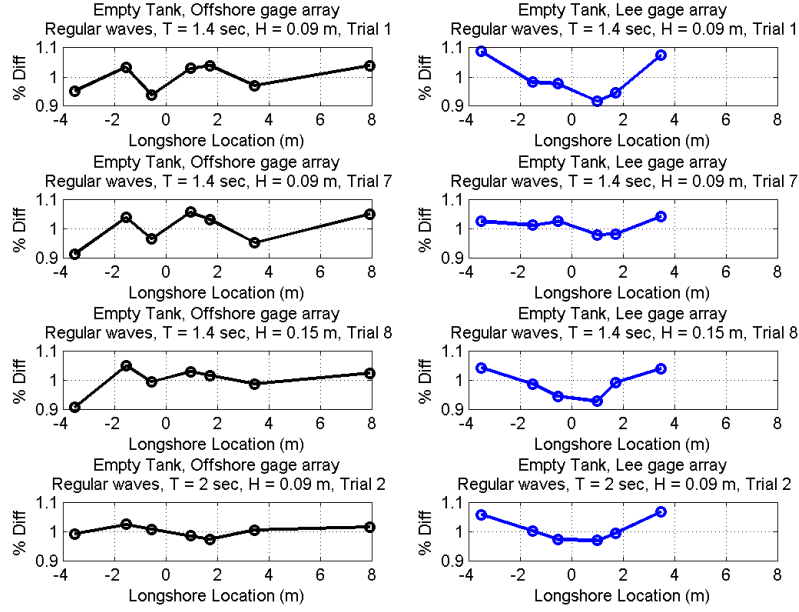 Empty Tank, Offshore gage array
Regular waves, T = 1.4 sec, H = 0.09 m, Trial 1
1.1
1
0.9
% Diff
-4 -2 0 2 4 6 8
Longshore Location (m)
Empty Tank, Lee gage array
Regular waves, T = 1.4 sec, H = 0.09 m, Trial 1
1.1
1
0.9
% Diff
-4 -2 0 2 4 6 8
Longshore Location (m)
Empty Tank, Offshore gage array
Regular waves, T = 1.4 sec, H = 0.09 m, Trial 7
1.1
1
0.9
% Diff
-4 -2 0 2 4 6 8
Longshore Location (m)
Empty Tank, Lee gage array
Regular waves, T = 1.4 sec, H = 0.09 m, Trial 7
1.1
1
0.9
% Diff
-4 -2 0 2 4 6 8
Longshore Location (m)
Empty Tank, Offshore gage array
Regular waves, T = 1.4 sec, H = 0.15 m, Trial 8
1.1
1
0.9
% Diff
-4 -2 0 2 4 6 8
Longshore Location (m)
Empty Tank, Lee gage array
Regular waves, T = 1.4 sec, H = 0.15 m, Trial 8
1.1
1
0.9
% Diff
-4 -2 0 2 4 6 8
Longshore Location (m)
Empty Tank, Offshore gage array
Regular waves, T = 2 sec, H = 0.09 m, Trial 2
1.1
1
0.9
% Diff
-4 -2 0 2 4 6 8
Longshore Location (m)
Empty Tank, Lee gage array
Regular waves, T = 2 sec, H = 0.09 m, Trial 2
1.1
1
0.9
% Diff
-4 -2 0 2 4 6 8
Longshore Location (m)